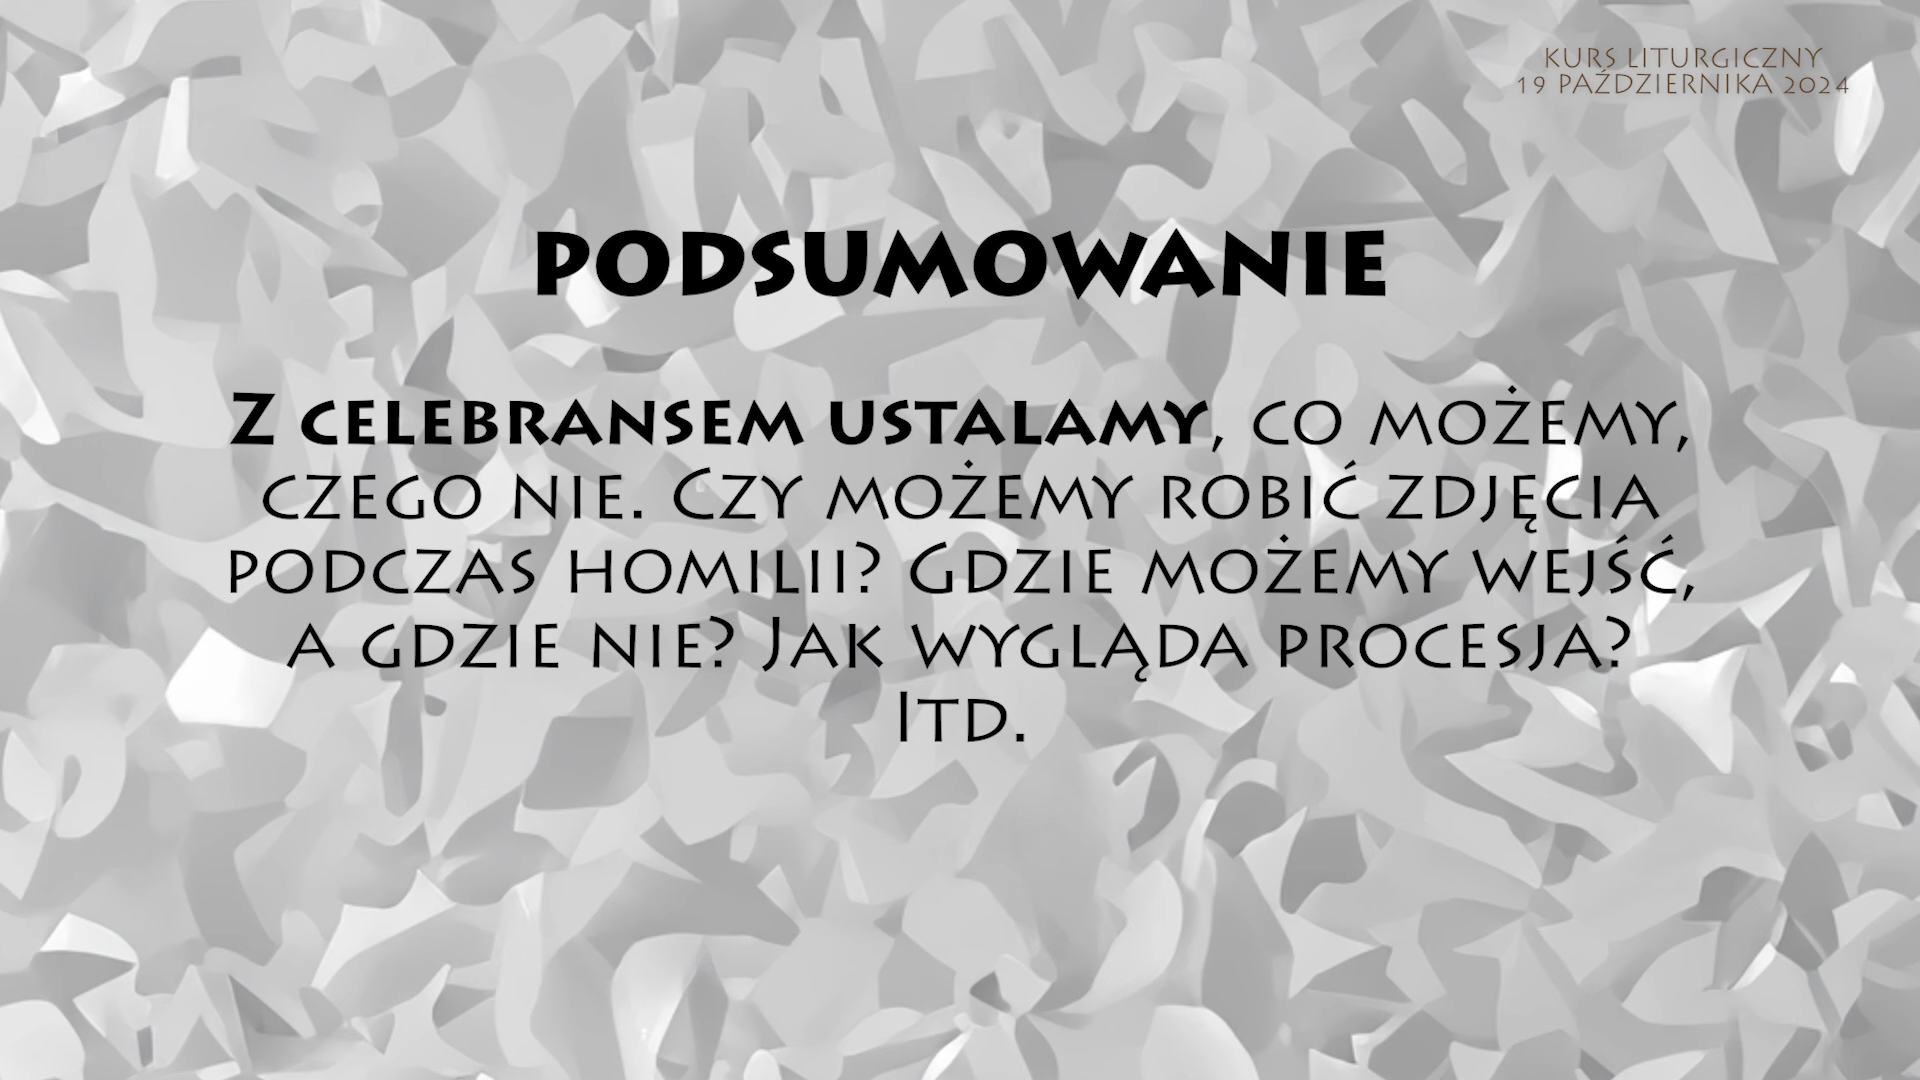 KURS LITURGICZNY
19 PAŹDZIERNIKA 2024
PODSUMOWANIE
Z CELEBRANSEM USTALAMY, CO MOŻEMY,
CZEGO NIE. CZY MOŻEMY ROBIĆ ZDJĘCIA
PODCZAS HOMILII? GDZIE MOŻEMY WEJŚĆ,
A GDZIE NIE? JAK WYGLĄDA PROCESJA?
ITD.